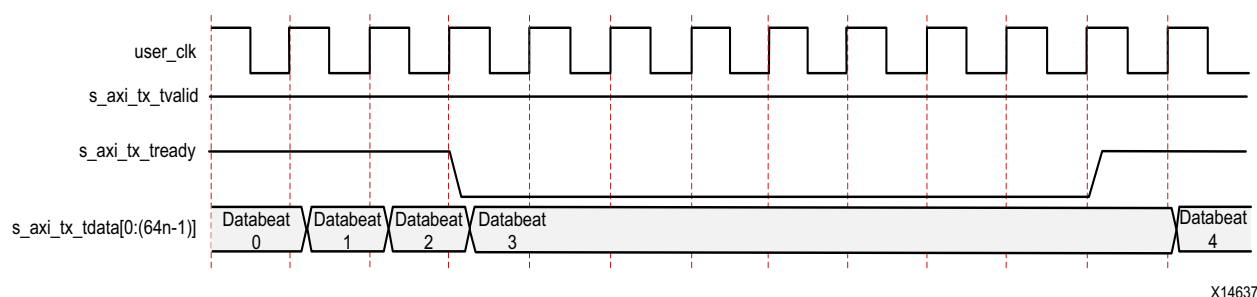 user_clk
s_axi_tx_tvalid
s_axi_tx_tready
s_axi_tx_tdata[0:(64n-1)]
Databeat
0
Databeat
1
Databeat
2
Databeat
3
Databeat
4
X14637